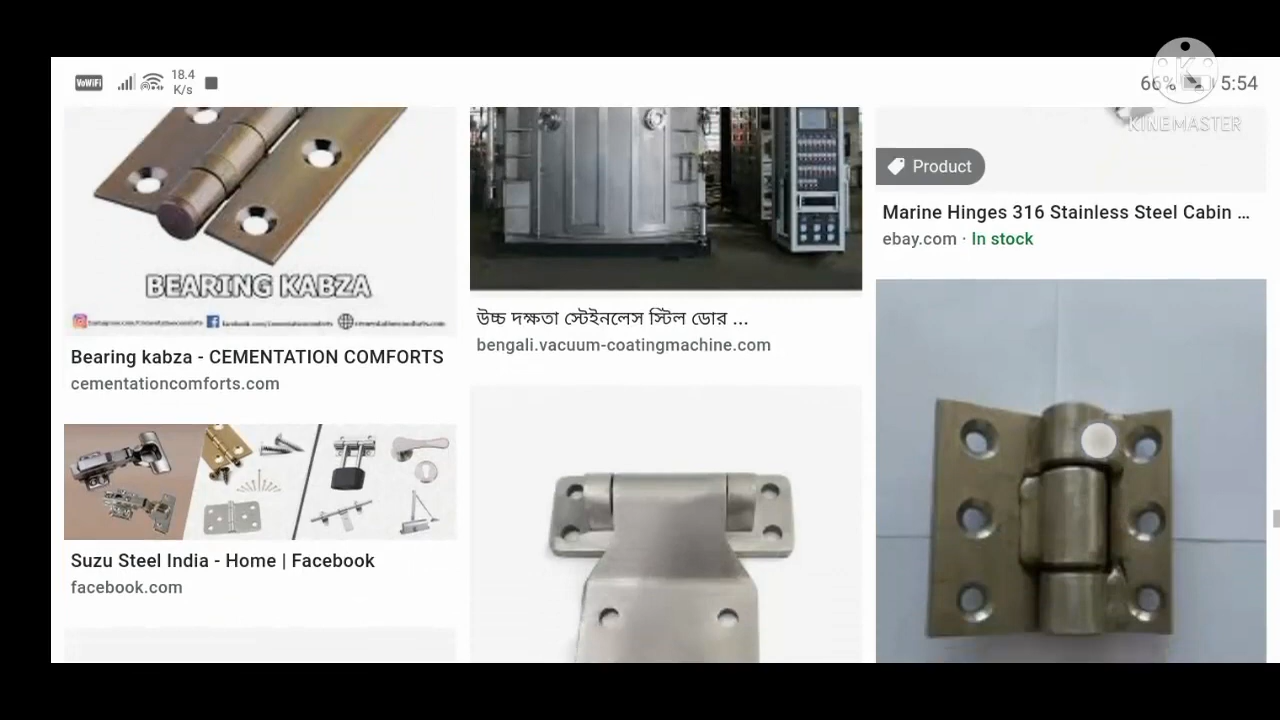 VoWiFi
18.4
K/s
66%
5:54
KINEMASTER
BEARING KABZA
Bearing kabza - CEMENTATION COMFORTS
cementationcomforts.com
Suzu Steel India - Home | Facebook
facebook.com
উচ্চ দক্ষতা স্টেইনলেস স্টিল ডোর ...
bengali.vacuum-coatingmachine.com
Product
Marine Hinges 316 Stainless Steel Cabin ...
ebay.com · In stock